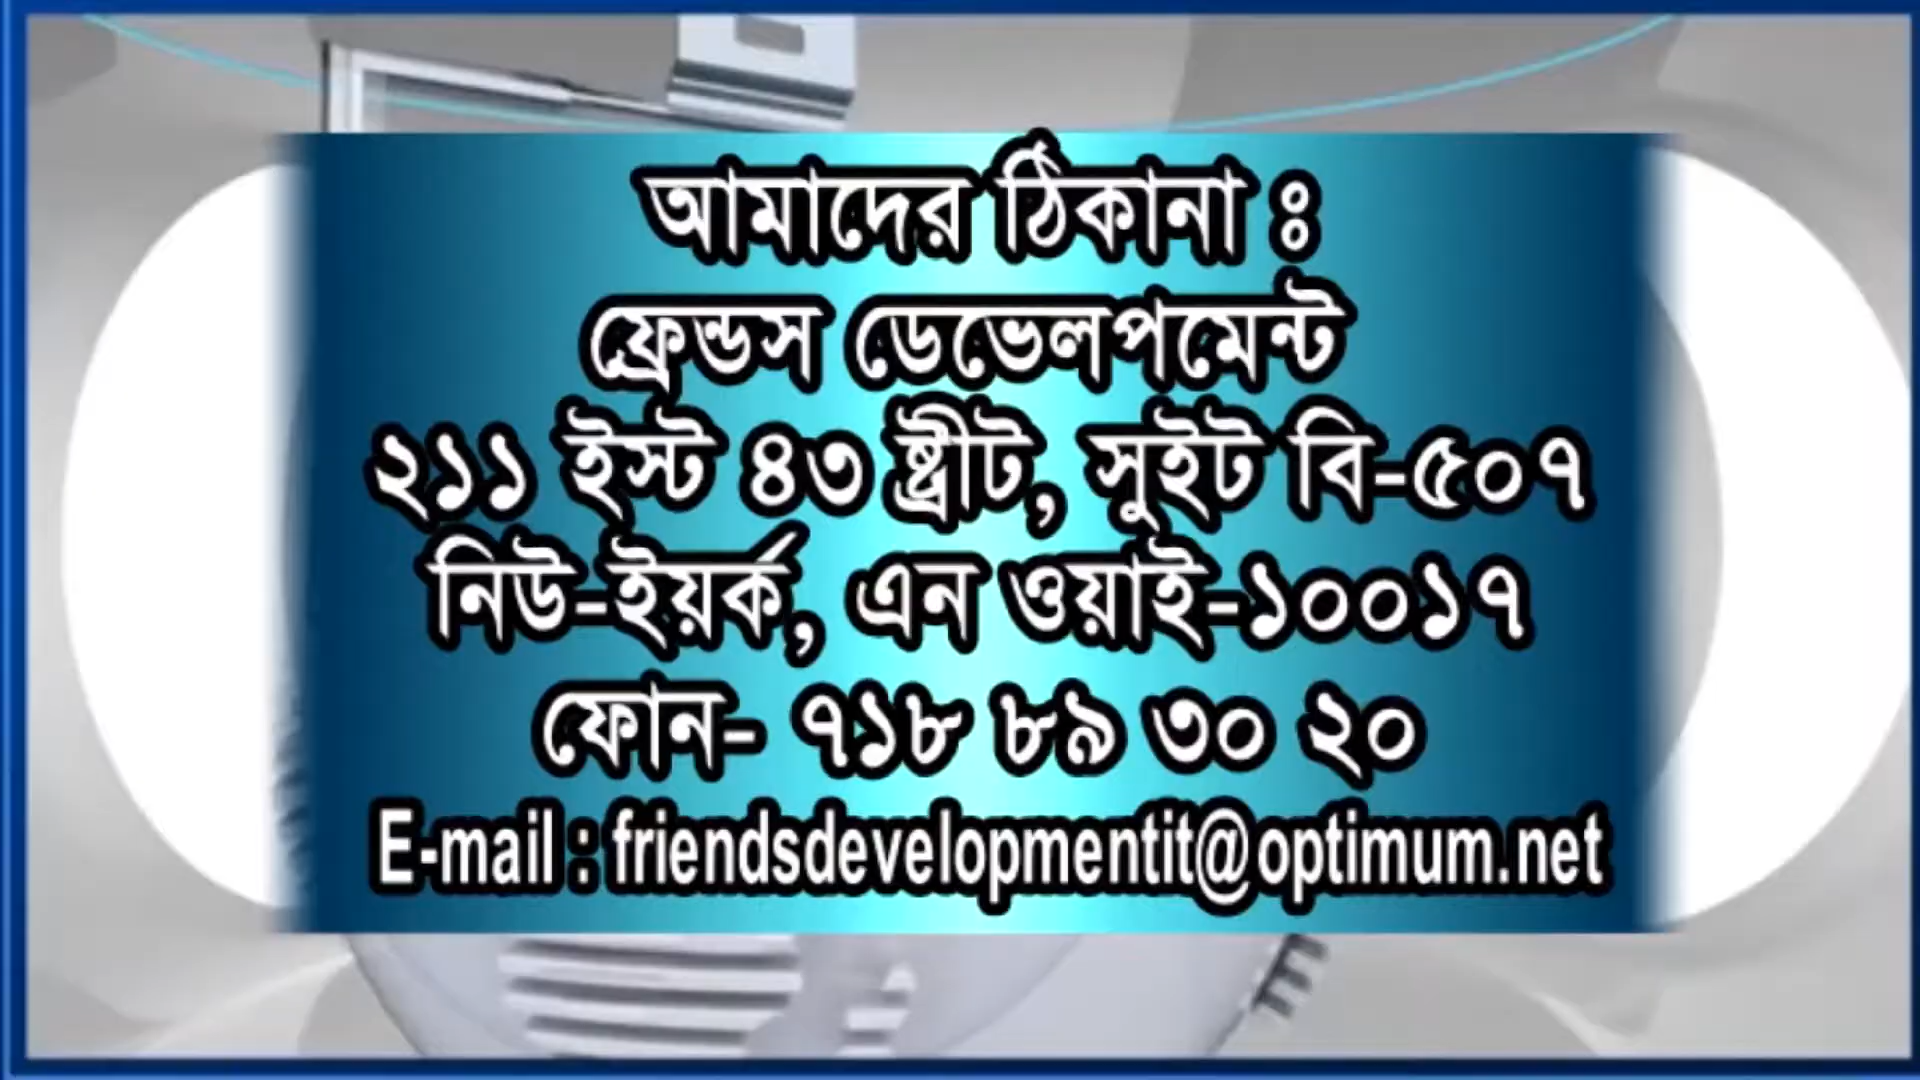 আমাদের ঠিকানা ঃ
ফ্রেন্ডস ডেভেলপমেন্ট
২১১ ইস্ট ৪৩ ষ্ট্রীট, সুইট বি-৫০৭
নিউ-ইয়র্ক, এন ওয়াই-১০০১৭
ফোন- ৭১৮ ৮৯ ৩০ ২০
E-mail : friendsdevelopmentit@optimum.net